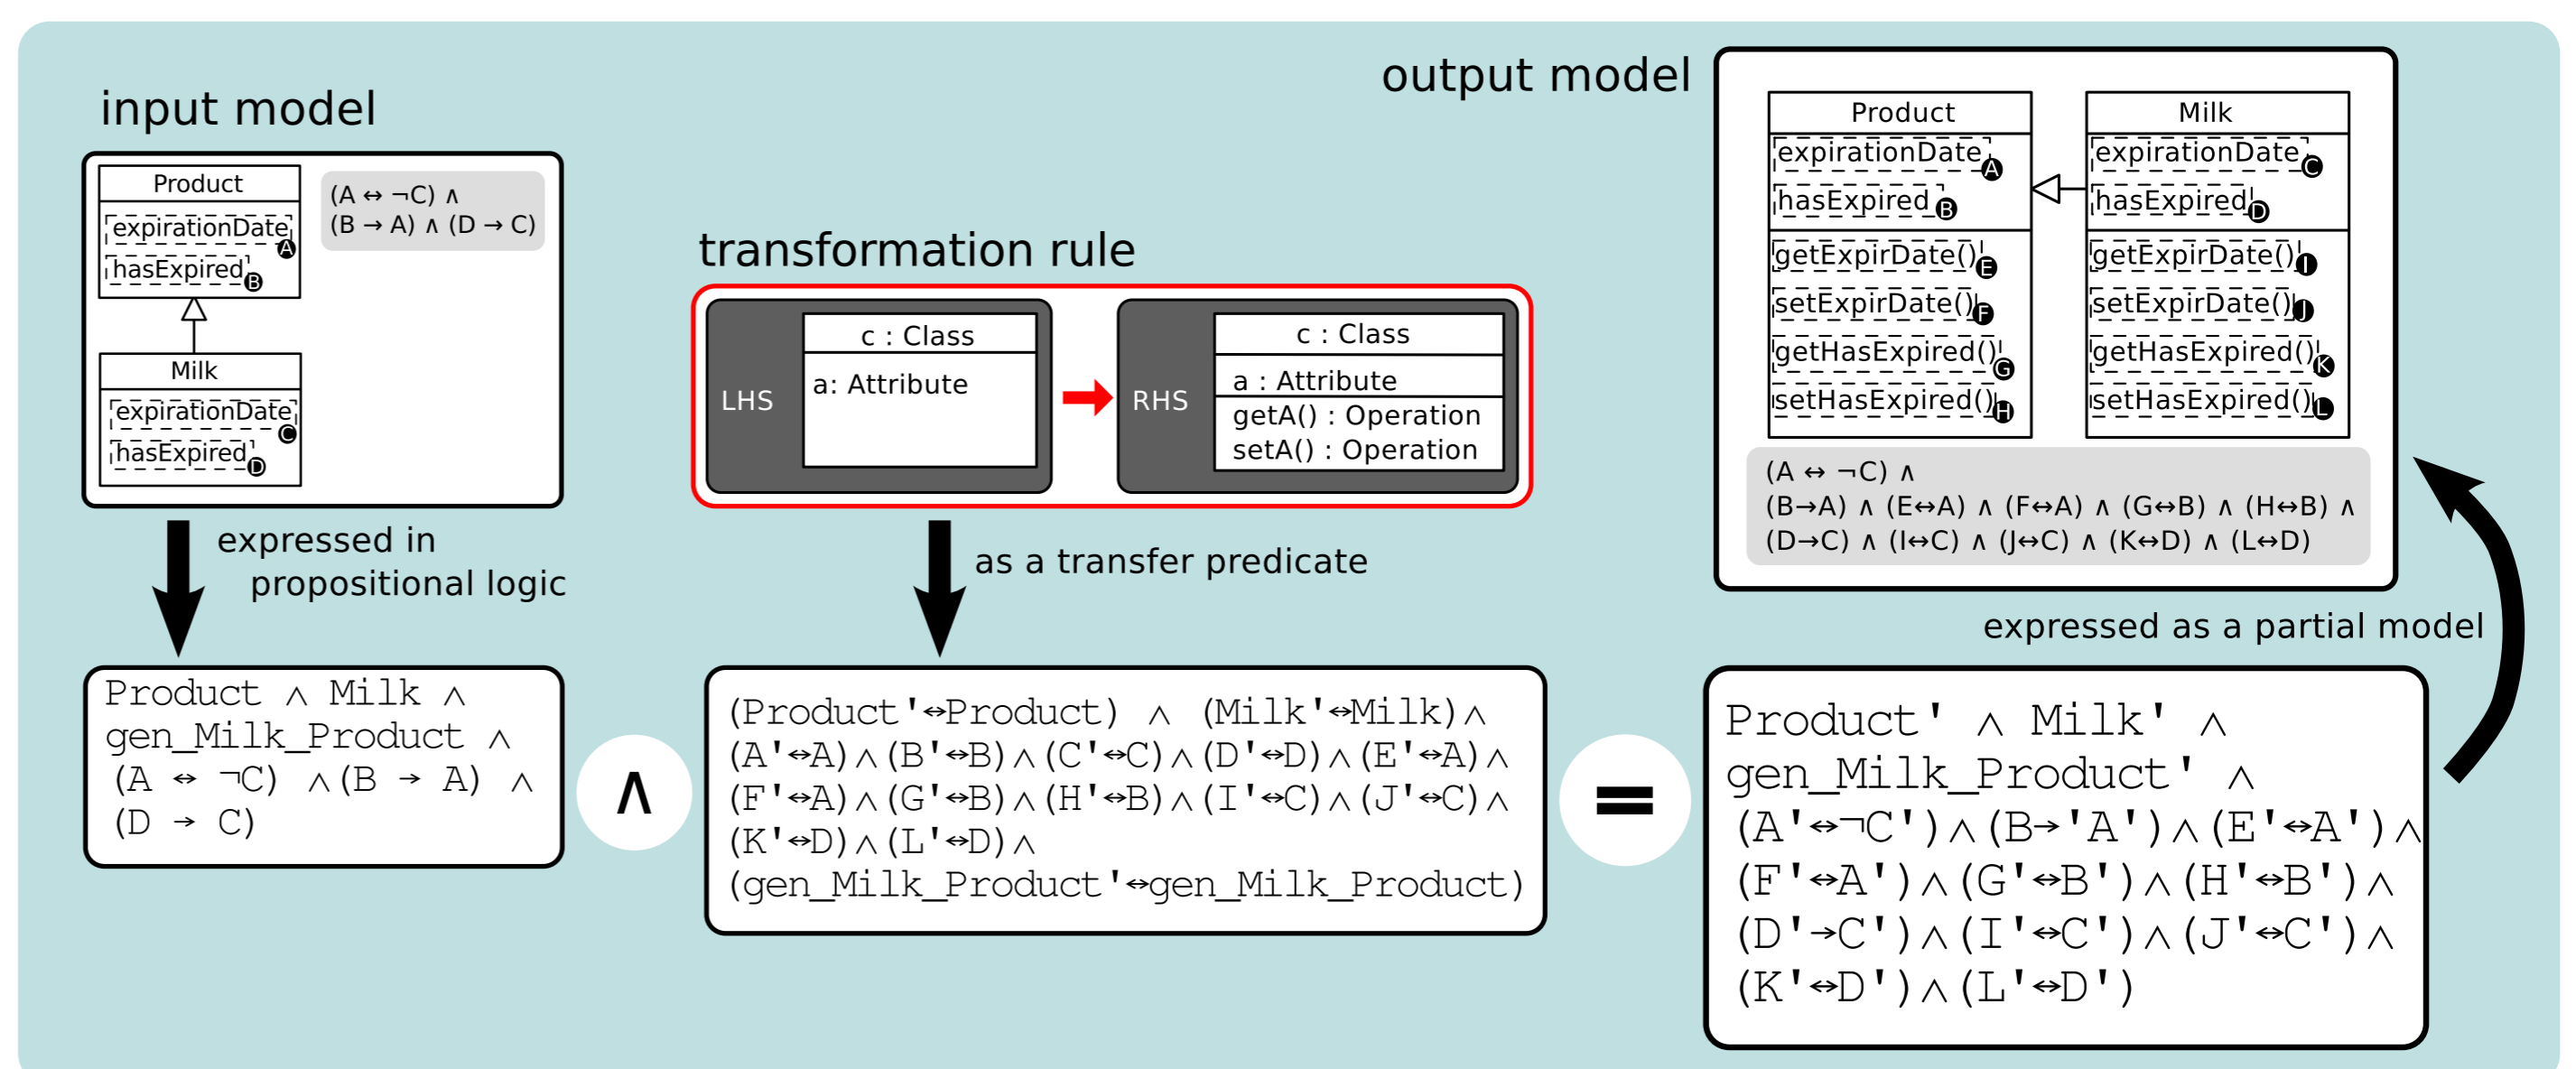 input model
Product
expirationDate
A
hasExpired
B
Milk
expirationDate
C
hasExpired
D
(A ↔ ¬C) ∧
(B → A) ∧ (D → C)
expressed in
propositional logic
Product ∧ Milk ∧
gen_Milk_Product ∧
(A ↔ ¬C) ∧(B → A) ∧
(D → C)
∧
transformation rule
LHS
c : Class
a: Attribute
RHS
c : Class
a : Attribute
getA() : Operation
setA() : Operation
as a transfer predicate
(Product'↔Product) ∧ (Milk'↔Milk)∧
(A'↔A)∧(B'↔B)∧(C'↔C)∧(D'↔D)∧(E'↔A)∧
(F'↔A)∧(G'↔B)∧(H'↔B)∧(I'↔C)∧(J'↔C)∧
(K'↔D)∧(L'↔D)∧
(gen_Milk_Product'↔gen_Milk_Product)
=
output model
Product
expirationDate
A
hasExpired
B
getExpirDate()
E
setExpirDate()
F
getHasExpired()
G
setHasExpired()
H
Milk
expirationDate
C
hasExpired
D
getExpirDate()
I
setExpirDate()
J
getHasExpired()
K
setHasExpired()
L
(A ↔ ¬C) ∧
(B→A) ∧ (E↔A) ∧ (F↔A) ∧ (G↔B) ∧ (H↔B) ∧
(D→C) ∧ (I↔C) ∧ (J↔C) ∧ (K↔D) ∧ (L↔D)
expressed as a partial model
Product' ∧ Milk' ∧
gen_Milk_Product' ∧
(A'↔¬C')∧(B→'A')∧(E'↔A')∧
(F'↔A')∧(G'↔B')∧(H'↔B')∧
(D'→C')∧(I'↔C')∧(J'↔C')∧
(K'↔D')∧(L'↔D')